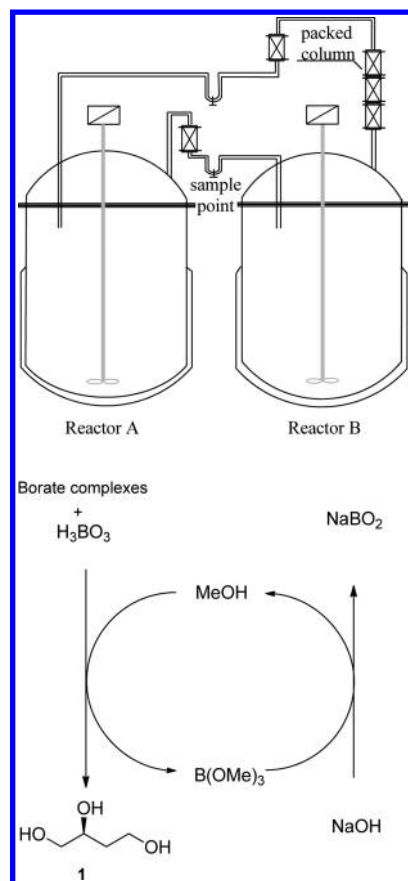 packed
column
sample
point
Reactor A
Reactor B
Borate complexes
+
H₃BO₃
NaBO₂
MeOH
B(OMe)₃
NaOH
OH
HO
OH
1